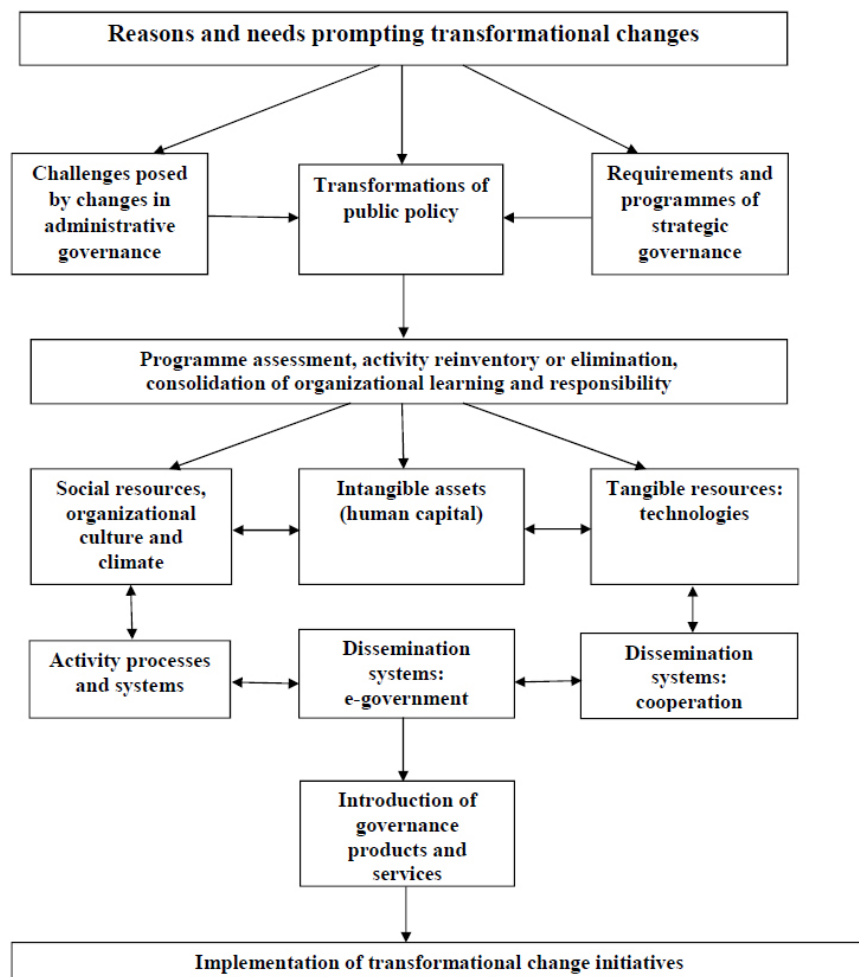 Reasons and needs prompting transformational changes
Challenges posed
by changes in
administrative
governance
Transformations of
public policy
Requirements and
programmes of
strategic
governance
Programme assessment, activity reinventory or elimination,
consolidation of organizational learning and responsibility
Social resources,
organizational
culture and
climate
Intangible assets
(human capital)
Tangible resources:
technologies
Activity processes
and systems
Dissemination
systems:
e-government
Dissemination
systems:
cooperation
Introduction of
governance
products and
services
Implementation of transformational change initiatives